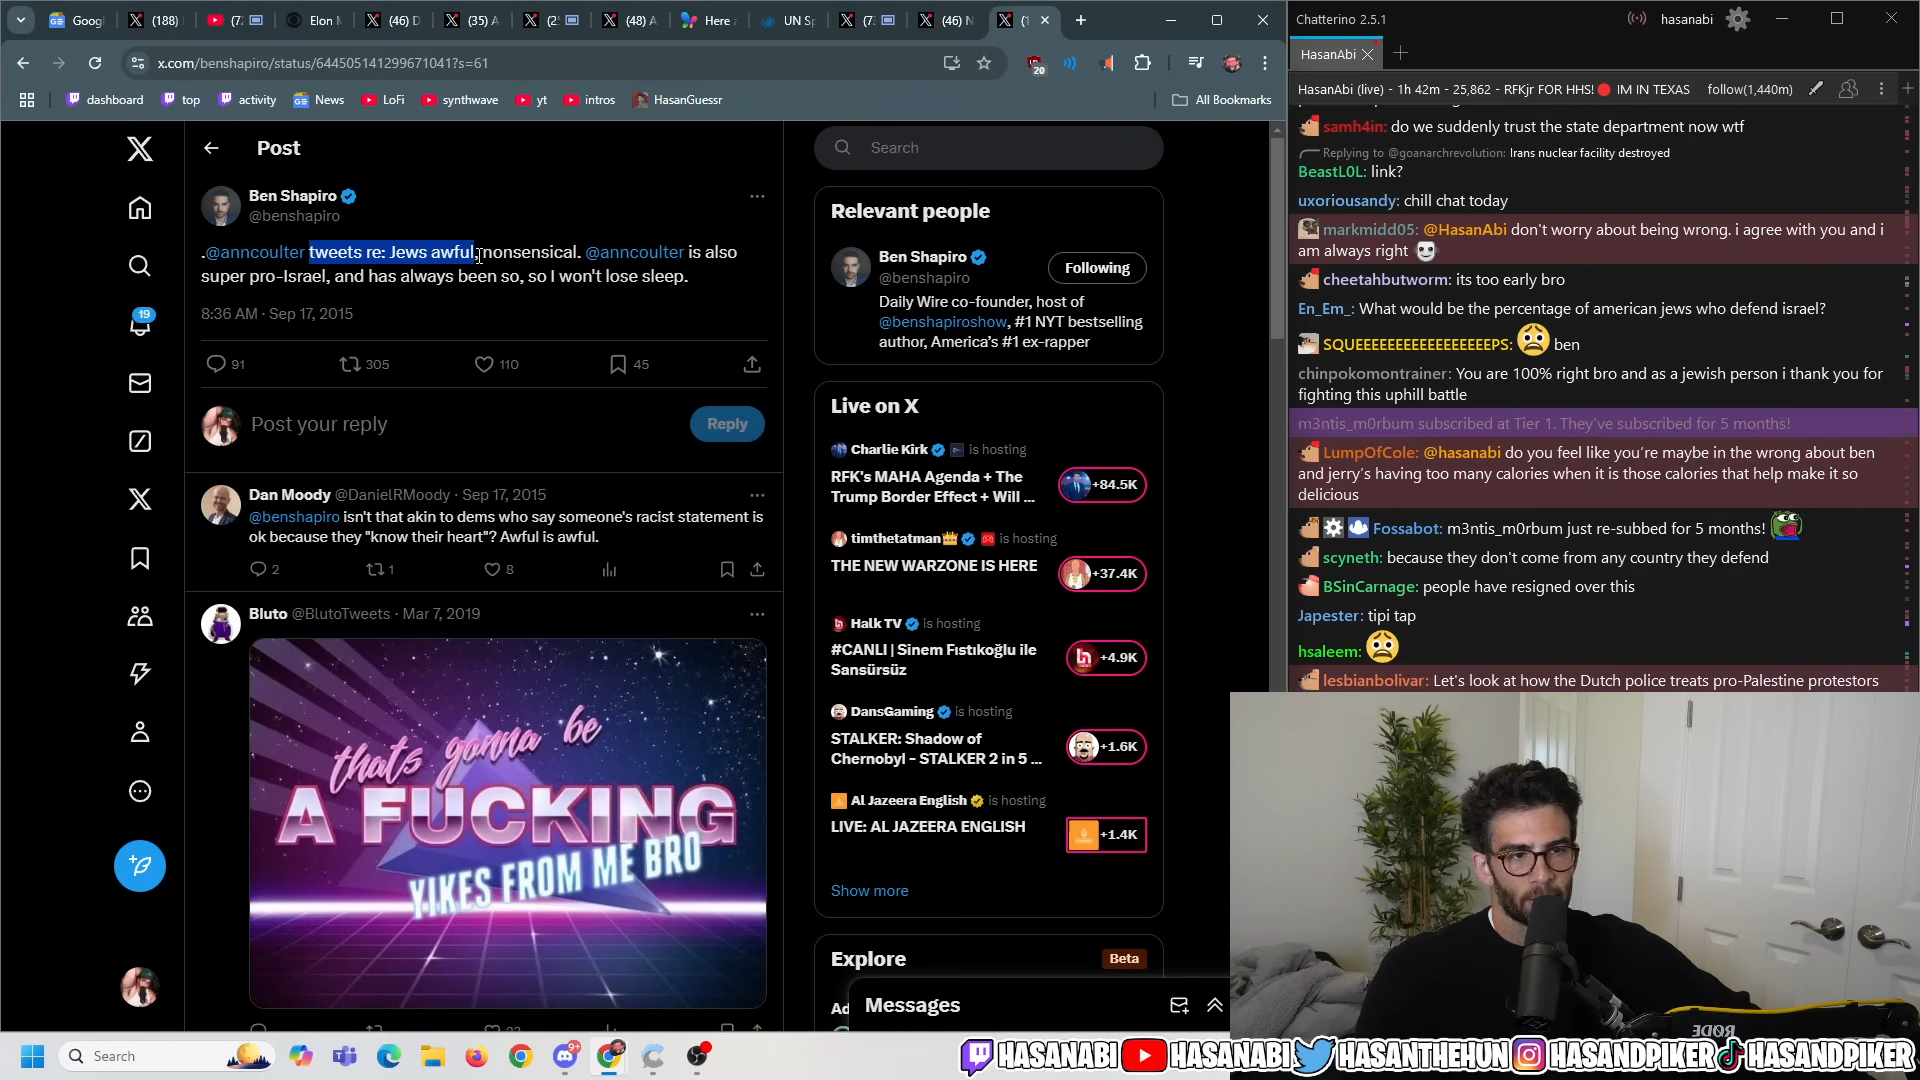 Googl
(188)
(72
Elon M
(46) D
(35) A
(2
(48) A
Here a
UN Sp
(73
(46) N
(1
x.com/benshapiro/status/644505141299671041?s=61
20
dashboard
top
activity
News
LoFi
synthwave
yt
intros
HasanGuessr
All Bookmarks
19
Post
Ben Shapiro
@benshapiro
.@anncoulter tweets re: Jews awful, nonsensical. @anncoulter is also
super pro-Israel, and has always been so, so I won't lose sleep.
8:36 AM · Sep 17, 2015
91
305
110
45
Post your reply
Reply
Dan Moody @DanielRMoody · Sep 17, 2015
@benshapiro isn't that akin to dems who say someone's racist statement is
ok because they "know their heart"? Awful is awful.
2
1
8
Bluto @BlutoTweets · Mar 7, 2019
thats gonna be
A FUCKING
YIKES FROM ME BRO
Search
Relevant people
Ben Shapiro
@benshapiro
Following
Daily Wire co-founder, host of
@benshapiroshow, #1 NYT bestselling
author, America's #1 ex-rapper
Live on X
Charlie Kirk is hosting
RFK's MAHA Agenda + The
Trump Border Effect + Will ...
+84.5K
timthetatman is hosting
THE NEW WARZONE IS HERE
+37.4K
Halk TV is hosting
#CANLI | Sinem Fıstıkoğlu ile
Sansürsüz
+4.9K
DansGaming is hosting
STALKER: Shadow of
Chernobyl - STALKER 2 in 5 ...
+1.6K
Al Jazeera English is hosting
LIVE: AL JAZEERA ENGLISH
+1.4K
Show more
Explore
Beta
Messages
Chatterino 2.5.1
hasanabi
HasanAbi
HasanAbi (live) - 1h 42m - 25,862 - RFKjr FOR HHS! IM IN TEXAS
follow(1,440m)
samh4in: do we suddenly trust the state department now wtf
Replying to @goanarchrevolution: Irans nuclear facility destroyed
BeastL0L: link?
uxoriousandy: chill chat today
markmidd05: @HasanAbi don't worry about being wrong. i agree with you and i
am always right
cheetahbutworm: its too early bro
En_Em_: What would be the percentage of american jews who defend israel?
SQUEEEEEEEEEEEEEEEEPS: ben
chinpokomontrainer: You are 100% right bro and as a jewish person i thank you for
fighting this uphill battle
m3ntis_m0rbum subscribed at Tier 1. They've subscribed for 5 months!
LumpOfCole: @hasanabi do you feel like you're maybe in the wrong about ben
and jerry's having too many calories when it is those calories that help make it so
delicious
Fossabot: m3ntis_m0rbum just re-subbed for 5 months!
scyneth: because they don't come from any country they defend
BSinCarnage: people have resigned over this
Japester: tipi tap
hsaleem:
lesbianbolivar: Let's look at how the Dutch police treats pro-Palestine protestors
RØDE
Search
9+
HASANABI HASANABI HASANTHEHUN HASANDPIKER HASANDPIKER